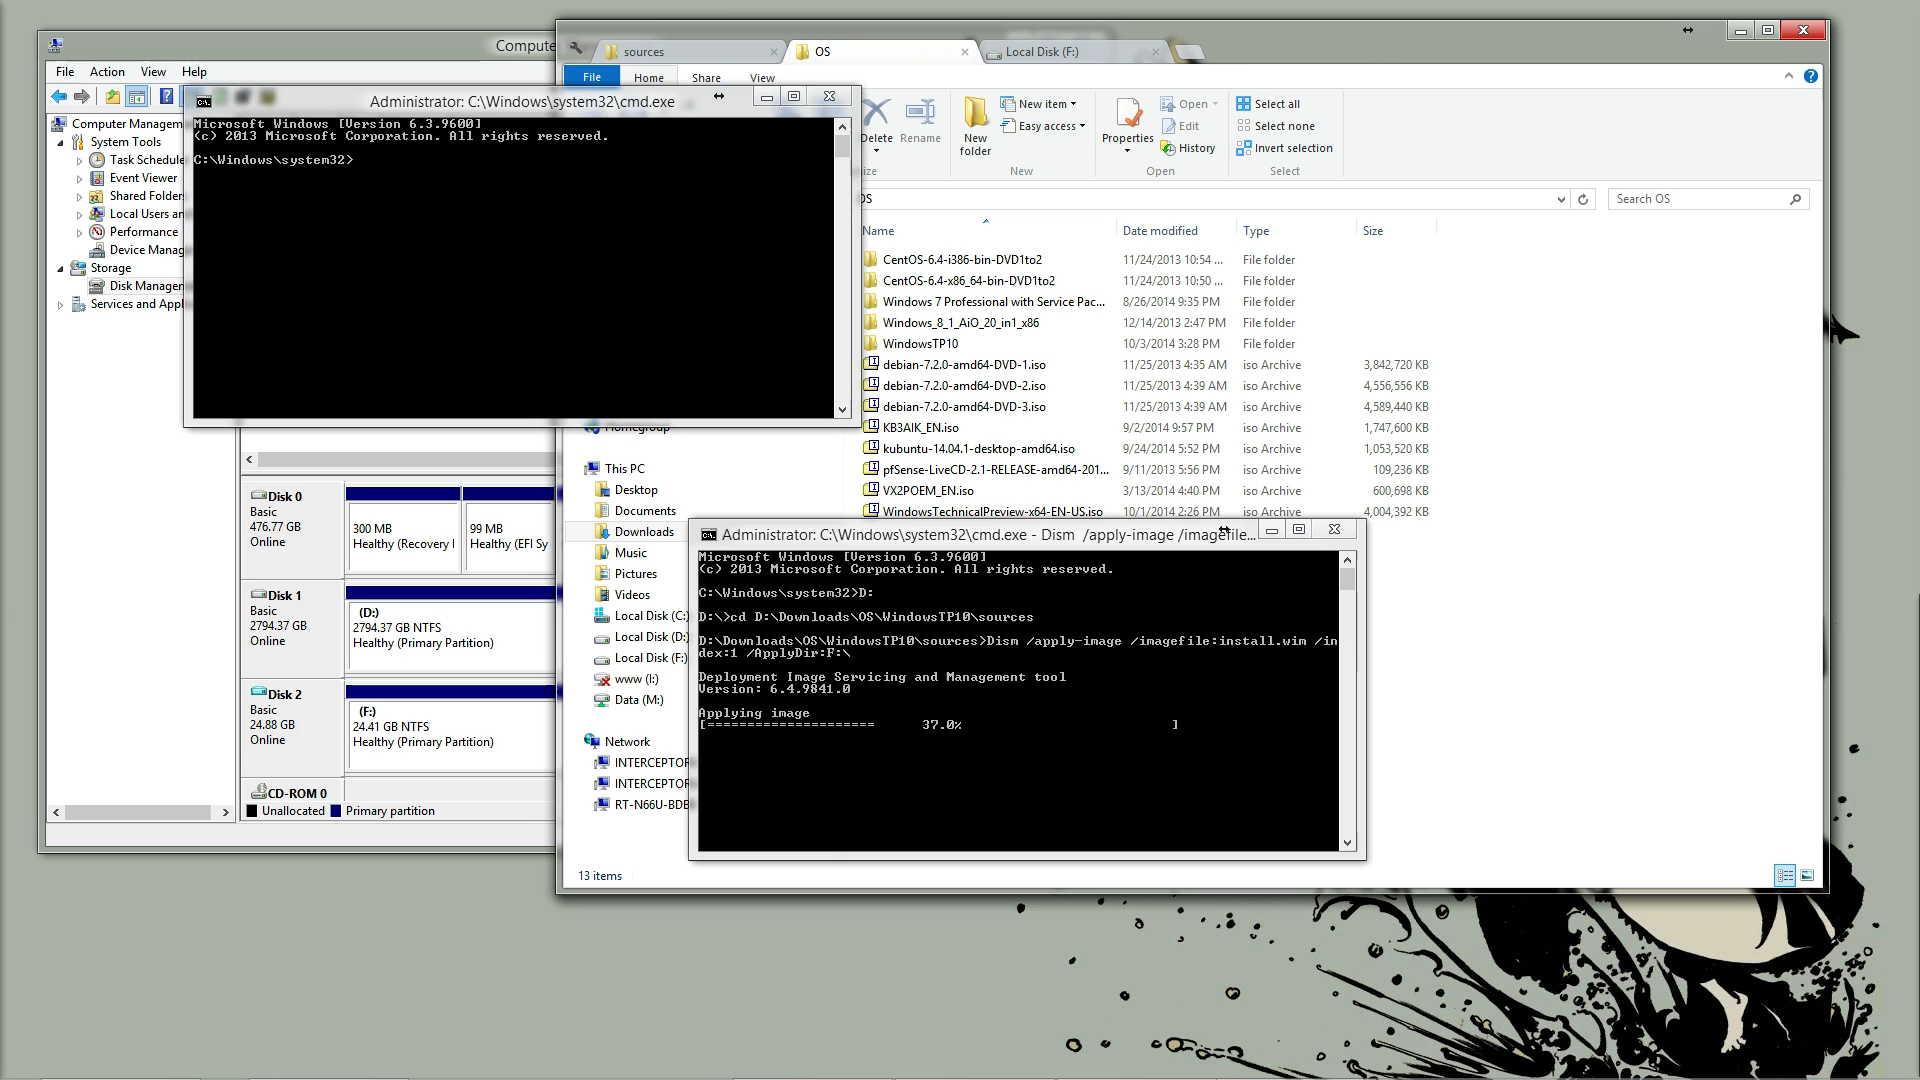 Compute
File Action View Help
Computer Managem
System Tools
Task Schedule
Event Viewer
Shared Folders
Local Users an
Performance
Device Manag
Storage
Disk Managem
Services and Appl
Disk 0
Basic
476.77 GB
Online
300 MB
Healthy (Recovery I
99 MB
Healthy (EFI Sy
Disk 1
Basic
2794.37 GB
Online
(D:)
2794.37 GB NTFS
Healthy (Primary Partition)
Disk 2
Basic
24.88 GB
Online
(F:)
24.41 GB NTFS
Healthy (Primary Partition)
CD-ROM 0
Unallocated Primary partition
Administrator: C:\Windows\system32\cmd.exe
Microsoft Windows [Version 6.3.9600]
(c) 2013 Microsoft Corporation. All rights reserved.
C:\Windows\system32>
sources
OS
Local Disk (F:)
File Home Share View
Delete
Rename
New folder
New item
Easy access
New
Properties
Open
Edit
History
Open
Select all
Select none
Invert selection
Select
OS
Search OS
Name Date modified Type Size
CentOS-6.4-i386-bin-DVD1to2 11/24/2013 10:54 ... File folder
CentOS-6.4-x86_64-bin-DVD1to2 11/24/2013 10:50 ... File folder
Windows 7 Professional with Service Pac... 8/26/2014 9:35 PM File folder
Windows_8_1_AiO_20_in1_x86 12/14/2013 2:47 PM File folder
WindowsTP10 10/3/2014 3:28 PM File folder
debian-7.2.0-amd64-DVD-1.iso 11/25/2013 4:35 AM iso Archive 3,842,720 KB
debian-7.2.0-amd64-DVD-2.iso 11/25/2013 4:39 AM iso Archive 4,556,556 KB
debian-7.2.0-amd64-DVD-3.iso 11/25/2013 4:39 AM iso Archive 4,589,440 KB
KB3AIK_EN.iso 9/2/2014 9:57 PM iso Archive 1,747,600 KB
kubuntu-14.04.1-desktop-amd64.iso 9/24/2014 5:52 PM iso Archive 1,053,520 KB
pfSense-LiveCD-2.1-RELEASE-amd64-201... 9/11/2013 5:56 PM iso Archive 109,236 KB
VX2POEM_EN.iso 3/13/2014 4:40 PM iso Archive 600,698 KB
WindowsTechnicalPreview-x64-EN-US.iso 10/1/2014 2:26 PM iso Archive 4,004,392 KB
Homegroup
This PC
Desktop
Documents
Downloads
Music
Pictures
Videos
Local Disk (C:)
Local Disk (D:)
Local Disk (F:)
www (I:)
Data (M:)
Network
INTERCEPTOR
INTERCEPTOR
RT-N66U-BDB
13 items
Administrator: C:\Windows\system32\cmd.exe - Dism /apply-image /imagefile...
Microsoft Windows [Version 6.3.9600]
(c) 2013 Microsoft Corporation. All rights reserved.
C:\Windows\system32>D:
D:\>cd D:\Downloads\OS\WindowsTP10\sources
D:\Downloads\OS\WindowsTP10\sources>Dism /apply-image /imagefile:install.wim /in
dex:1 /ApplyDir:F:\
Deployment Image Servicing and Management tool
Version: 6.4.9841.0
Applying image
[===================== 37.0% ]